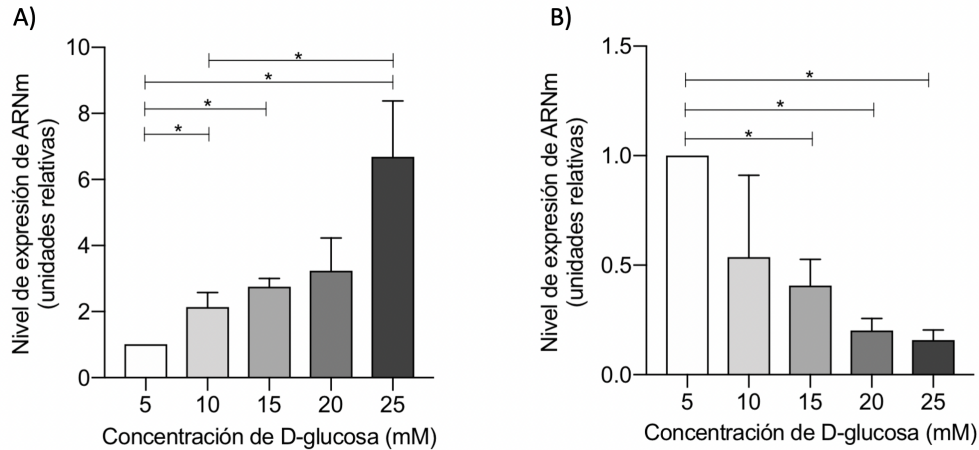 A)
Nivel de expresión de ARNm
(unidades relativas)
10
8
6
4
2
0
*
*
*
*
5 10 15 20 25
Concentración de D-glucosa (mM)
B)
Nivel de expresión de ARNm
(unidades relativas)
1.5
1.0
0.5
0.0
*
*
*
5 10 15 20 25
Concentración de D-glucosa (mM)